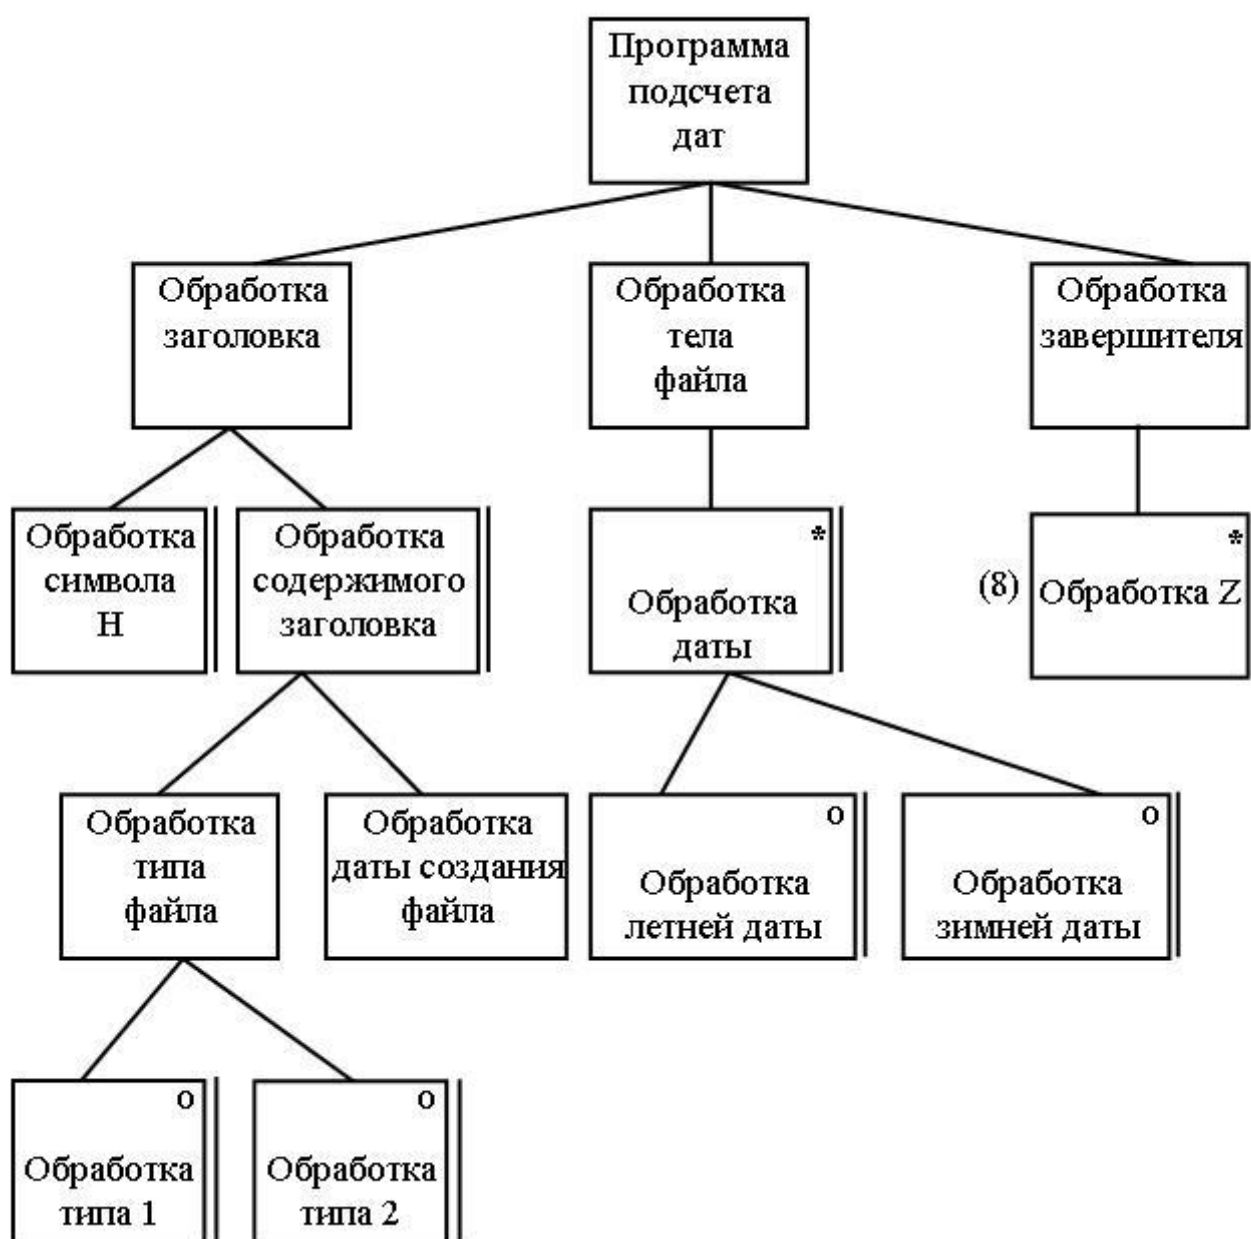 Программа
подсчета
дат
Обработка
заголовка
Обработка
тела
файла
Обработка
завершителя
Обработка
символа
Н
Обработка
содержимого
заголовка
*
Обработка
даты
(8)
*
Обработка Z
Обработка
типа
файла
Обработка
даты создания
файла
о
Обработка
летней даты
о
Обработка
зимней даты
о
Обработка
типа 1
о
Обработка
типа 2